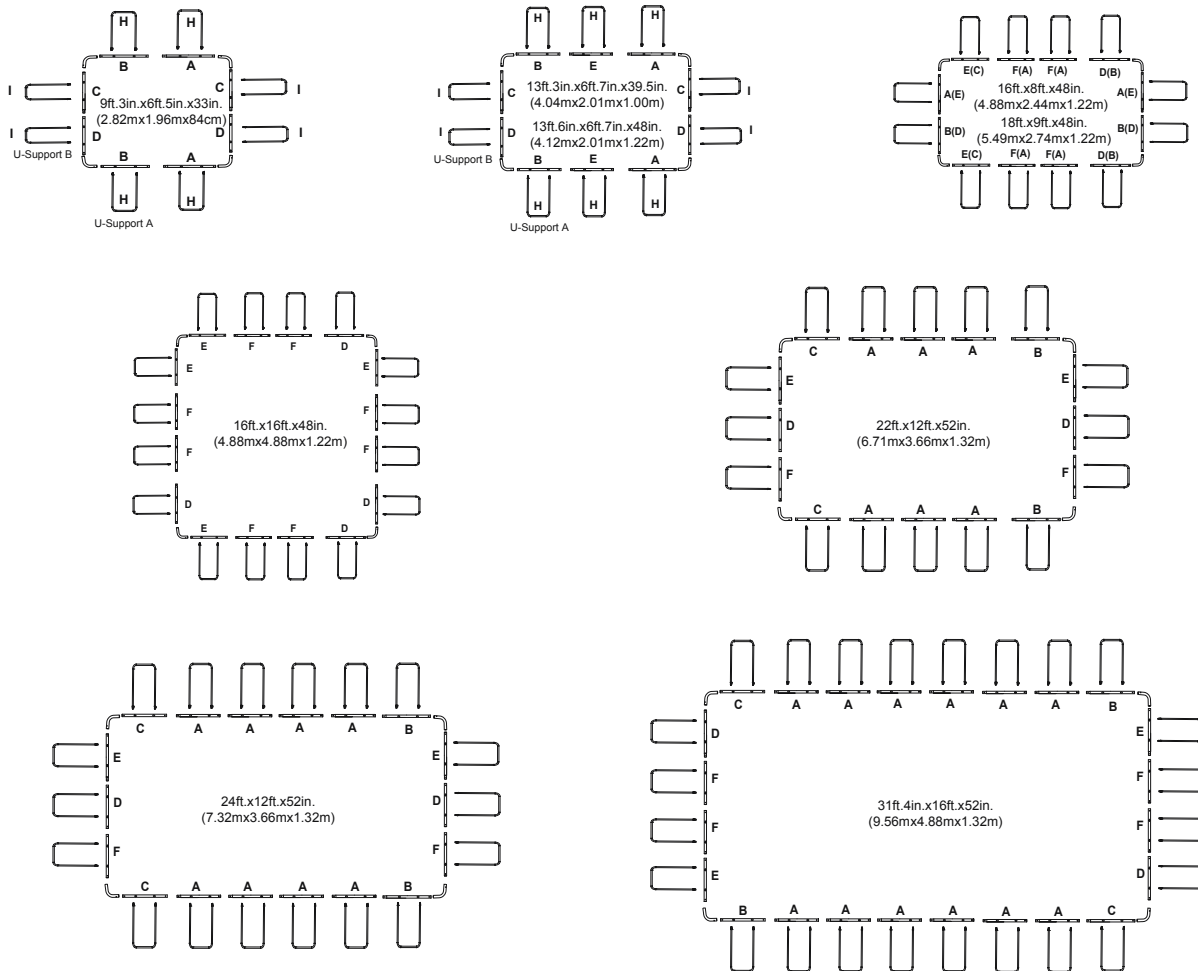 H H
B A
I C C I
9ft.3in.x6ft.5in.x33in.
(2.82mx1.96mx84cm)
I D D I
U-Support B
B A
H H
U-Support A
H H H
B E A
I C C I
13ft.3in.x6ft.7in.x39.5in.
(4.04mx2.01mx1.00m)
I D D I
13ft.6in.x6ft.7in.x48in.
(4.12mx2.01mx1.22m)
U-Support B
B E A
H H H
U-Support A
E(C) F(A) F(A) D(B)
16ft.x8ft.x48in.
A(E) A(E)
(4.88mx2.44mx1.22m)
18ft.x9ft.x48in.
B(D) B(D)
(5.49mx2.74mx1.22m)
E(C) F(A) F(A) D(B)
E F F D
E E
F F
16ft.x16ft.x48in.
(4.88mx4.88mx1.22m)
F F
D D
E F F D
C A A A B
E E
22ft.x12ft.x52in.
D D
(6.71mx3.66mx1.32m)
F F
C A A A B
C A A A A B
E E
24ft.x12ft.x52in.
D D
(7.32mx3.66mx1.32m)
F F
C A A A A B
C A A A A A A B
D E
F F
31ft.4in.x16ft.x52in.
(9.56mx4.88mx1.32m)
F F
E D
B A A A A A A C